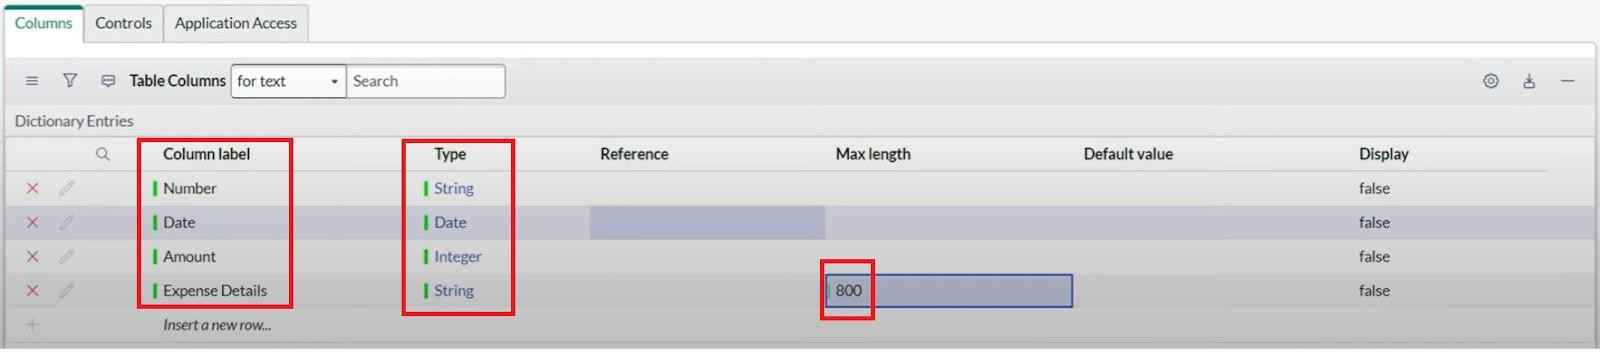 Columns Controls Application Access
Table Columns for text Search
Dictionary Entries
Column label Type Reference Max length Default value Display
Number String false
Date Date false
Amount Integer false
Expense Details String 800 false
Insert a new row...